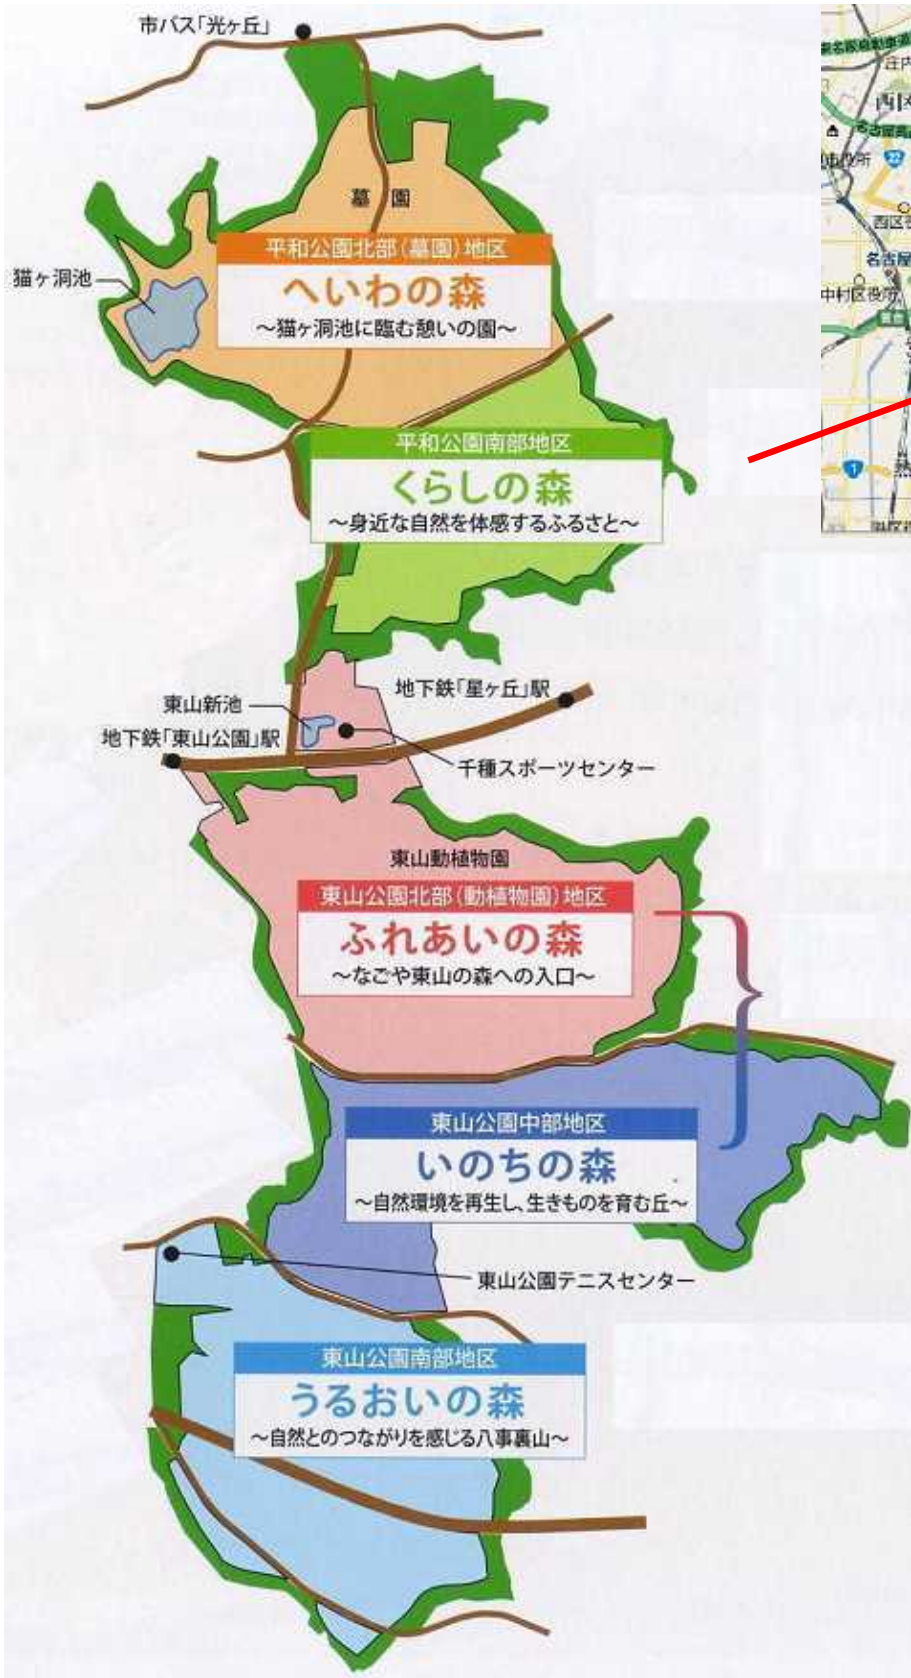 市バス「光ヶ丘」
墓園
平和公園北部(墓園)地区
へいわの森
～猫ヶ洞池に臨む憩いの園～
猫ヶ洞池
平和公園南部地区
くらしの森
～身近な自然を体感するふるさと～
地下鉄「星ヶ丘」駅
東山新池
地下鉄「東山公園」駅
千種スポーツセンター
東山動植物園
東山公園北部(動植物園)地区
ふれあいの森
～なごや東山の森への入口～
東山公園中部地区
いのちの森
～自然環境を再生し、生きものを育む丘～
東山公園テニスセンター
東山公園南部地区
うるおいの森
～自然とのつながりを感じる八事裏山～
庄内
西区
22
西区
名古屋
中村区役所
1